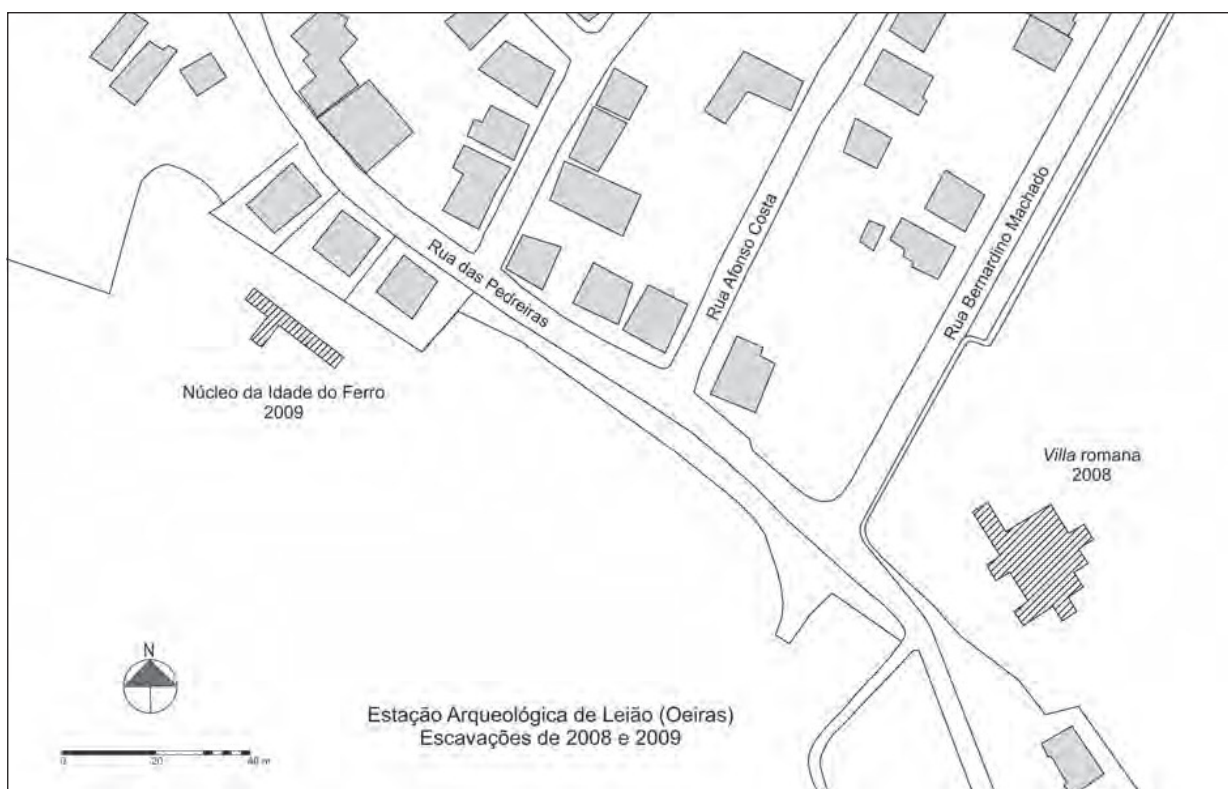 Rua das Pedreiras
Rua Afonso Costa
Rua Bernardino Machado
Núcleo da Idade do Ferro
2009
Villa romana
2008
N
Estação Arqueológica de Leião (Oeiras)
Escavações de 2008 e 2009
0 20 40 m